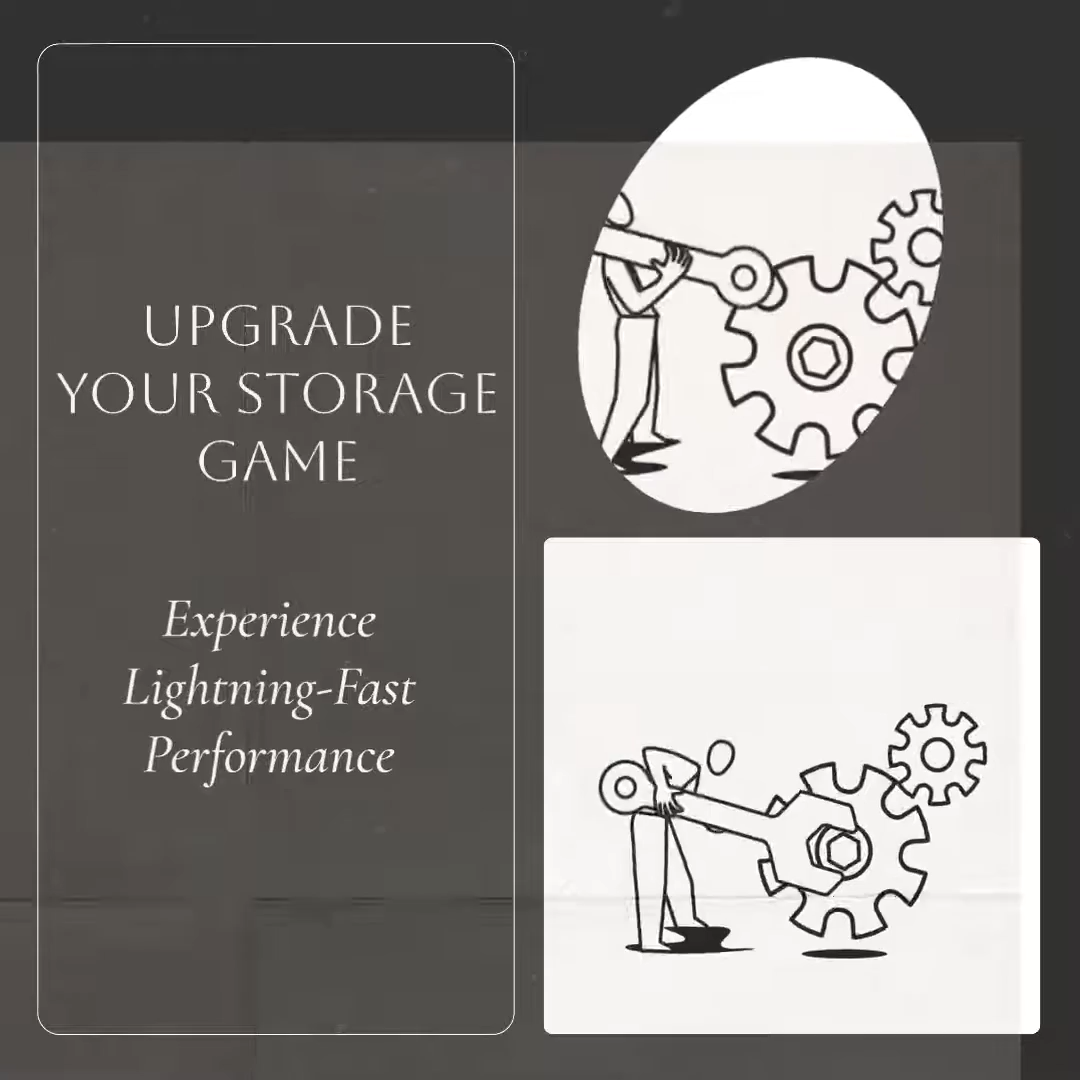 UPGRADE
YOUR STORAGE
GAME
Experience
Lightning-Fast
Performance